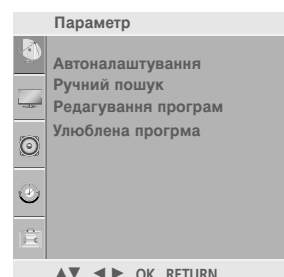 Параметр
Автоналаштування
Ручний пошук
Редагування програм
Улюблена прогрма
▲▼ ◀ ▶ OK RETURN